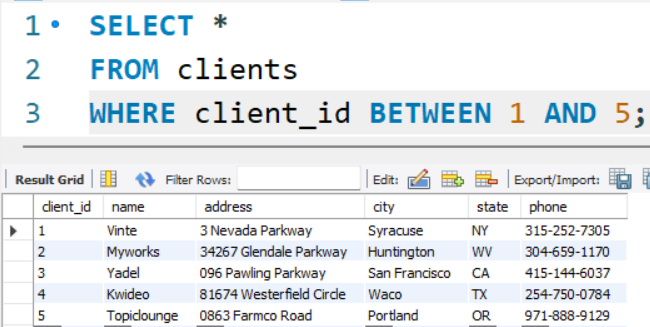 1 SELECT *
2 FROM clients
3 WHERE client_id BETWEEN 1 AND 5;
Result Grid Filter Rows: Edit: Export/Import:
client_id name address city state phone
1 Vinte 3 Nevada Parkway Syracuse NY 315-252-7305
2 Myworks 34267 Glendale Parkway Huntington WV 304-659-1170
3 Yadel 096 Pawling Parkway San Francisco CA 415-144-6037
4 Kwideo 81674 Westerfield Circle Waco TX 254-750-0784
5 Topiclounge 0863 Farmco Road Portland OR 971-888-9129